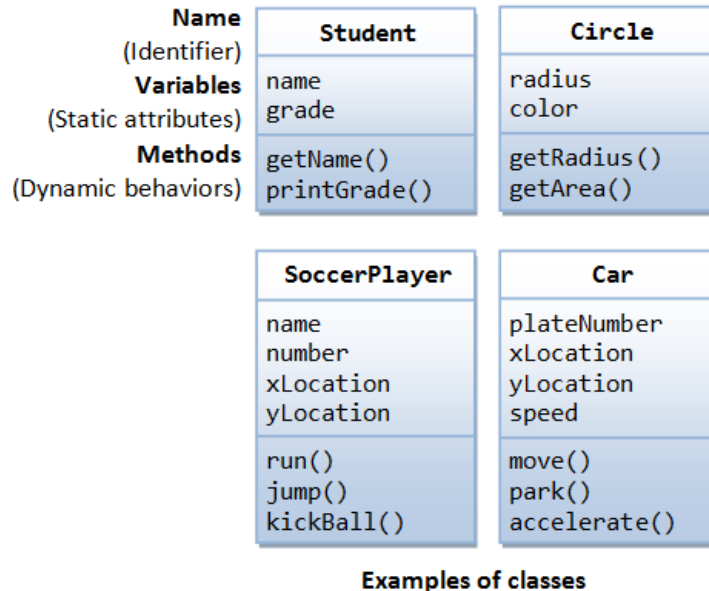 Name
(Identifier)
Variables
(Static attributes)
Methods
(Dynamic behaviors)
Student
name
grade
getName()
printGrade()
Circle
radius
color
getRadius()
getArea()
SoccerPlayer
name
number
xLocation
yLocation
run()
jump()
kickBall()
Car
plateNumber
xLocation
yLocation
speed
move()
park()
accelerate()
Examples of classes